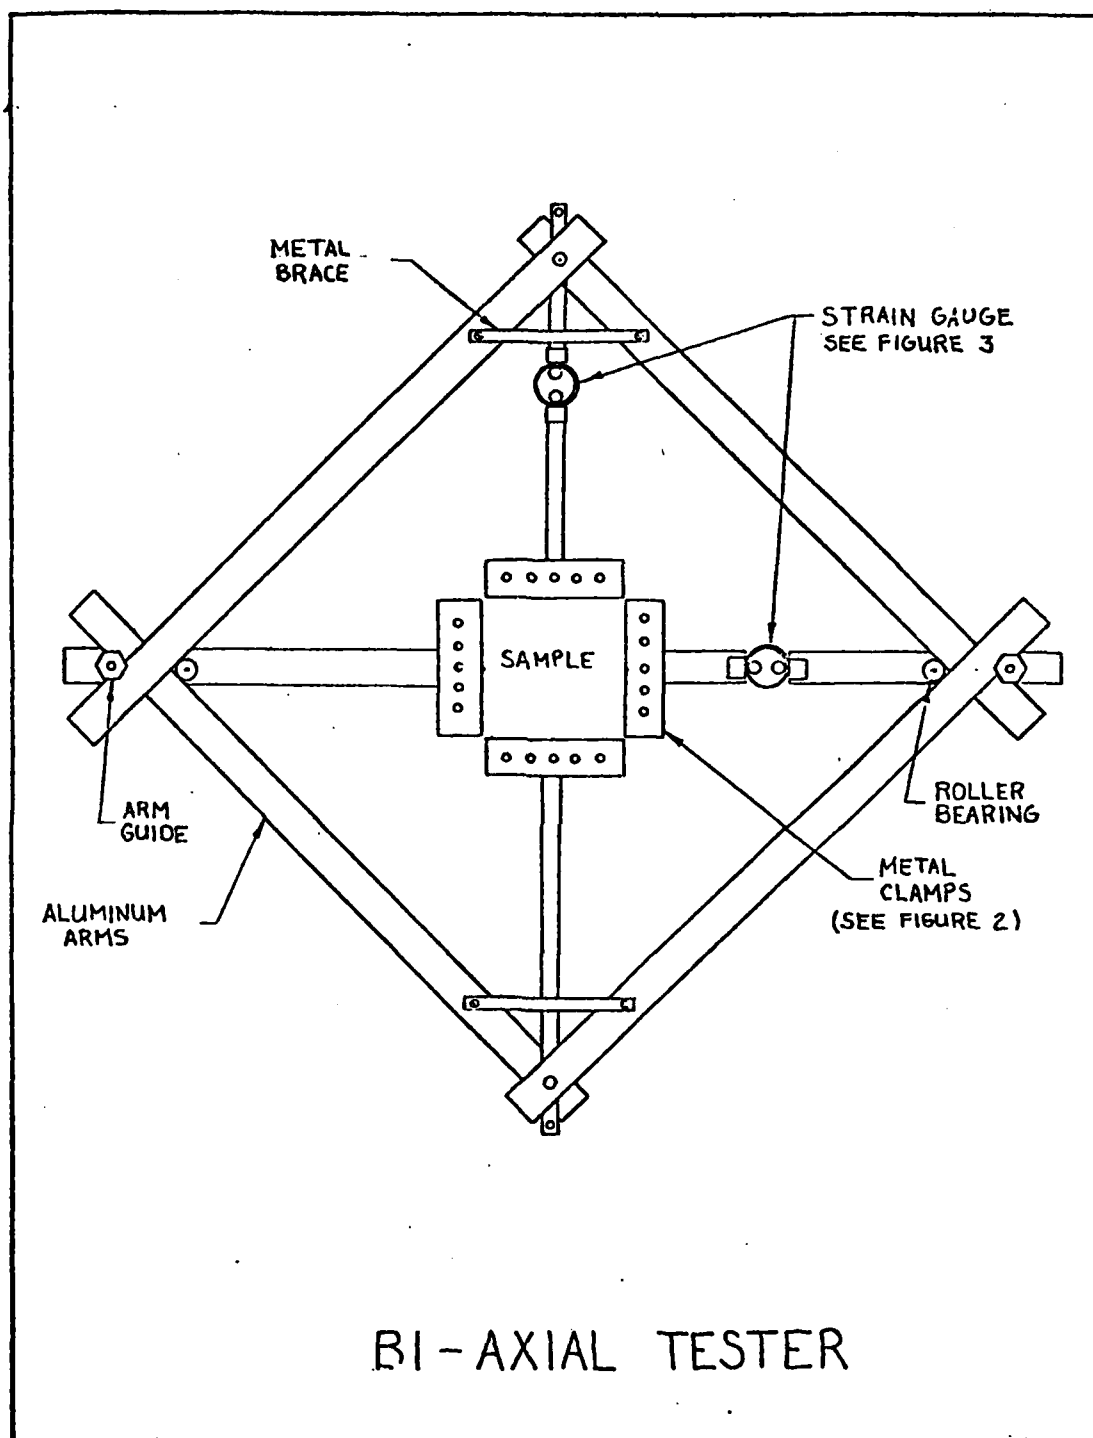 METAL
BRACE
STRAIN GAUGE
SEE FIGURE 3
SAMPLE
ARM
GUIDE
ROLLER
BEARING
METAL
CLAMPS
(SEE FIGURE 2)
ALUMINUM
ARMS
BI-AXIAL TESTER